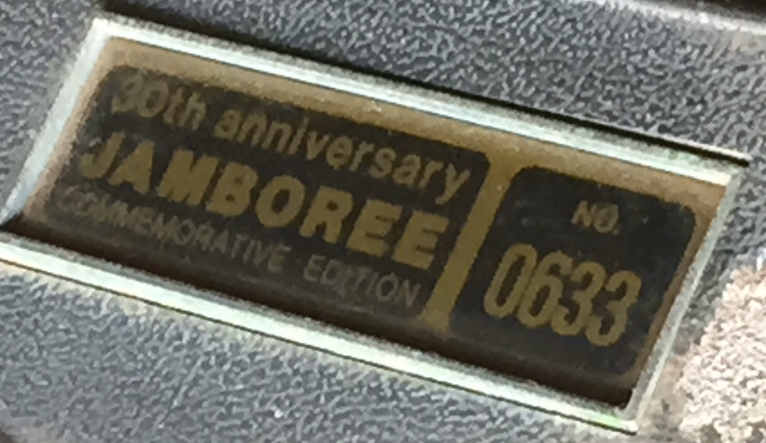 30th anniversary
JAMBOREE
COMMEMORATIVE EDITION
NO.
0633